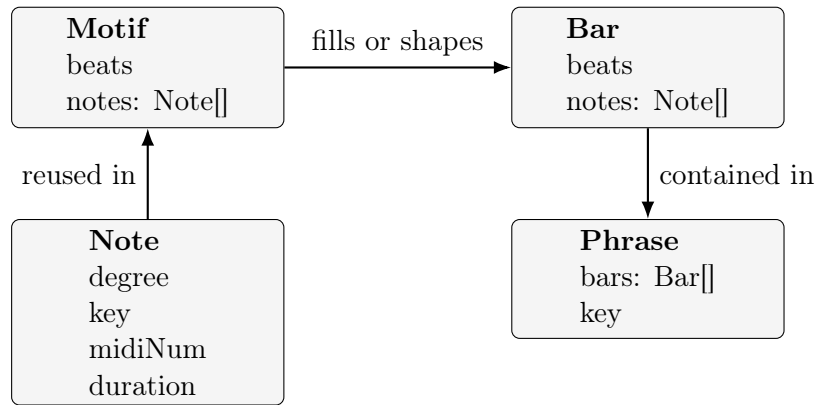 Motif
beats
notes: Note[]
fills or shapes
Bar
beats
notes: Note[]
reused in
contained in
Note
degree
key
midiNum
duration
Phrase
bars: Bar[]
key